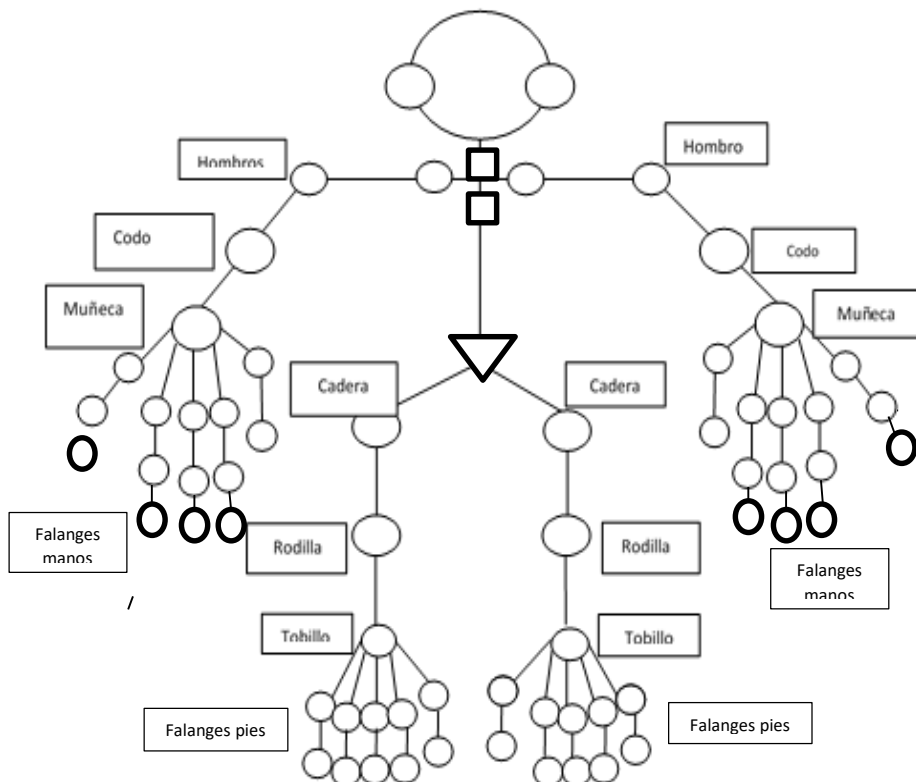 Hombros
Hombro
Codo
Codo
Muñeca
Muñeca
Cadera
Cadera
Falanges
manos
Rodilla
Rodilla
Falanges
manos
/
Tobillo
Tobillo
Falanges pies
Falanges pies